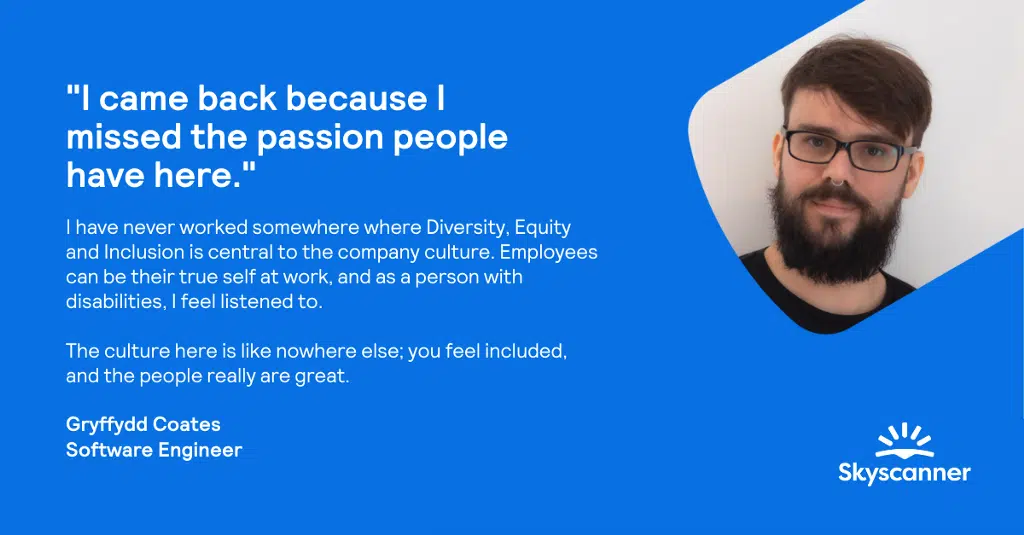 "I came back because I
missed the passion people
have here."
I have never worked somewhere where Diversity, Equity
and Inclusion is central to the company culture. Employees
can be their true self at work, and as a person with
disabilities, I feel listened to.
The culture here is like nowhere else; you feel included,
and the people really are great.
Gryffydd Coates
Software Engineer
Skyscanner